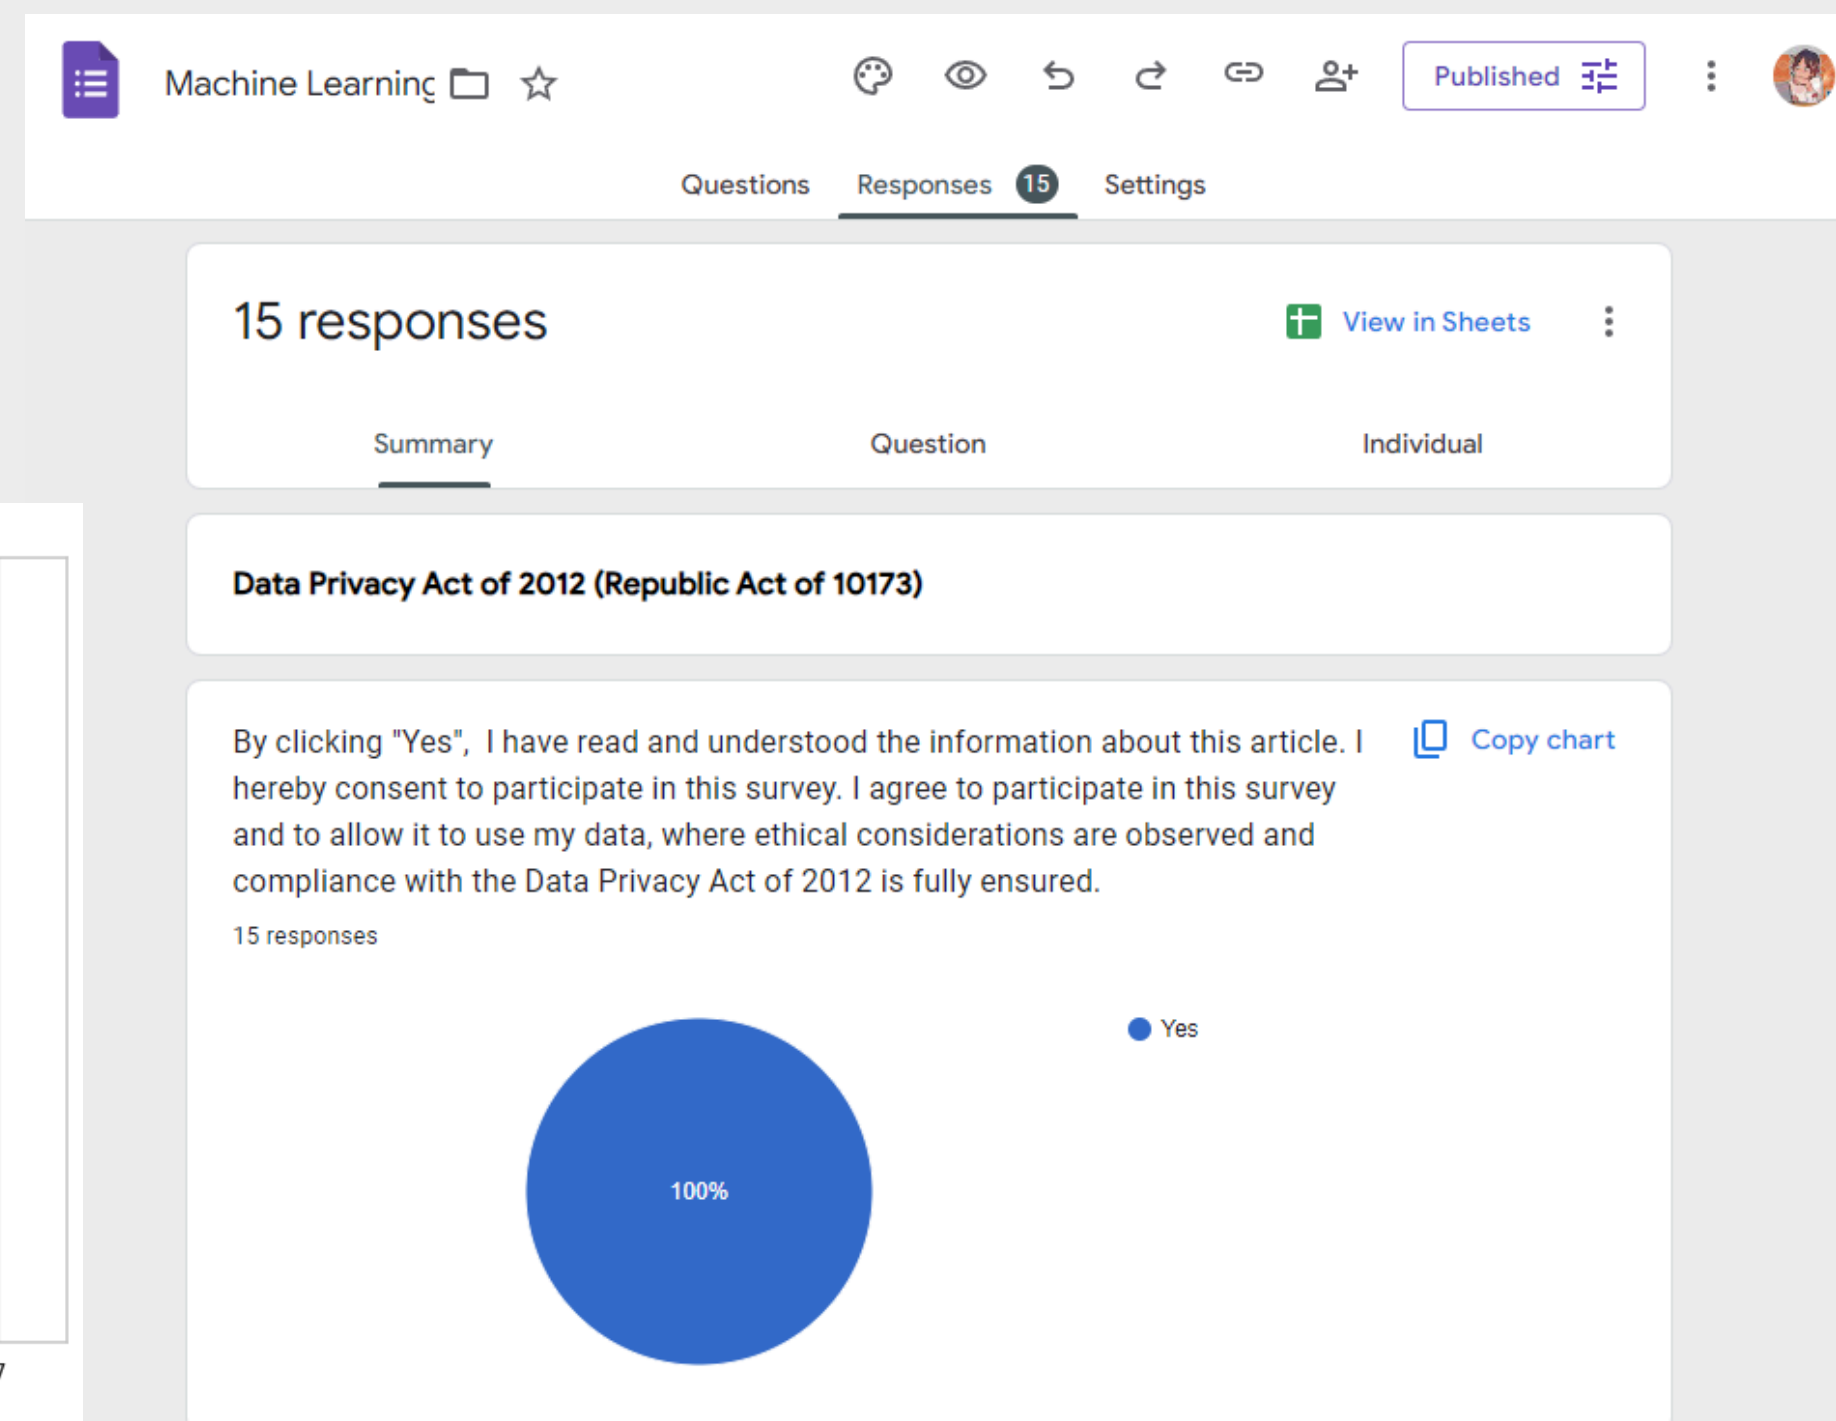 Machine Learning
Published
Questions
Responses 15
Settings
15 responses
View in Sheets
Summary
Question
Individual
Data Privacy Act of 2012 (Republic Act of 10173)
By clicking "Yes",  I have read and understood the information about this article. I
hereby consent to participate in this survey. I agree to participate in this survey
and to allow it to use my data, where ethical considerations are observed and
compliance with the Data Privacy Act of 2012 is fully ensured.
Copy chart
15 responses
Yes
100%